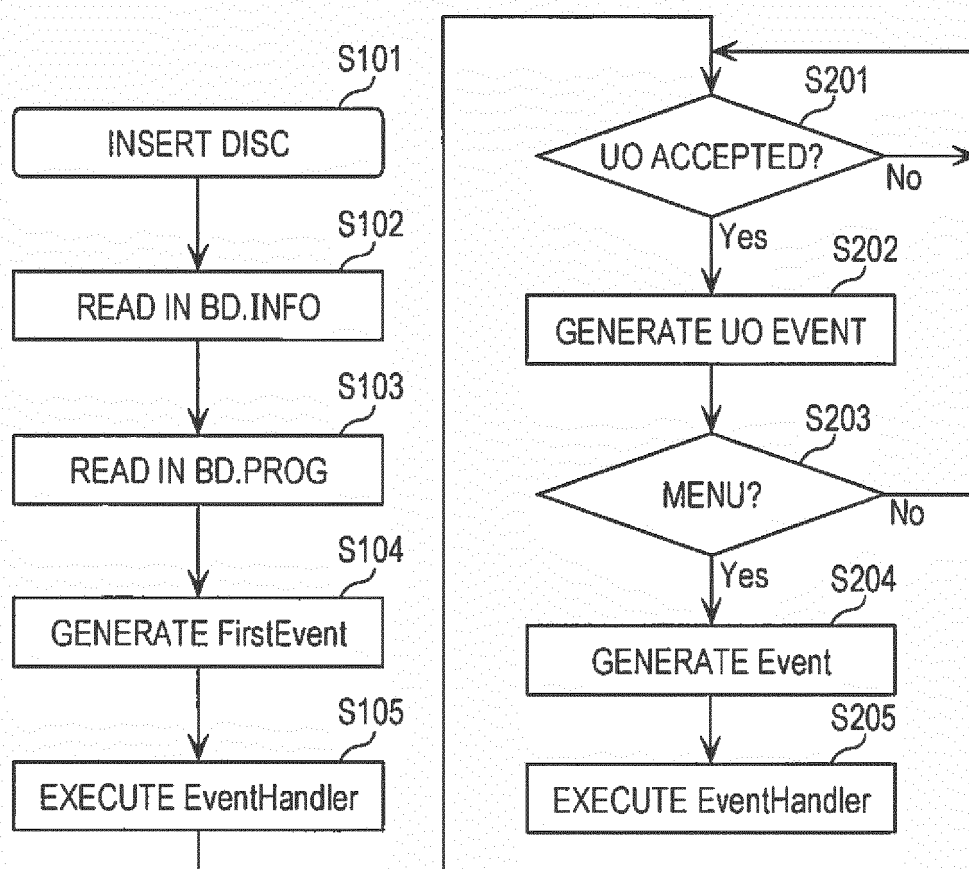 S101
INSERT DISC
S102
READ IN BD.INFO
S103
READ IN BD.PROG
S104
GENERATE FirstEvent
S105
EXECUTE EventHandler
S201
UO ACCEPTED?
No
Yes
S202
GENERATE UO EVENT
S203
MENU?
No
Yes
S204
GENERATE Event
S205
EXECUTE EventHandler